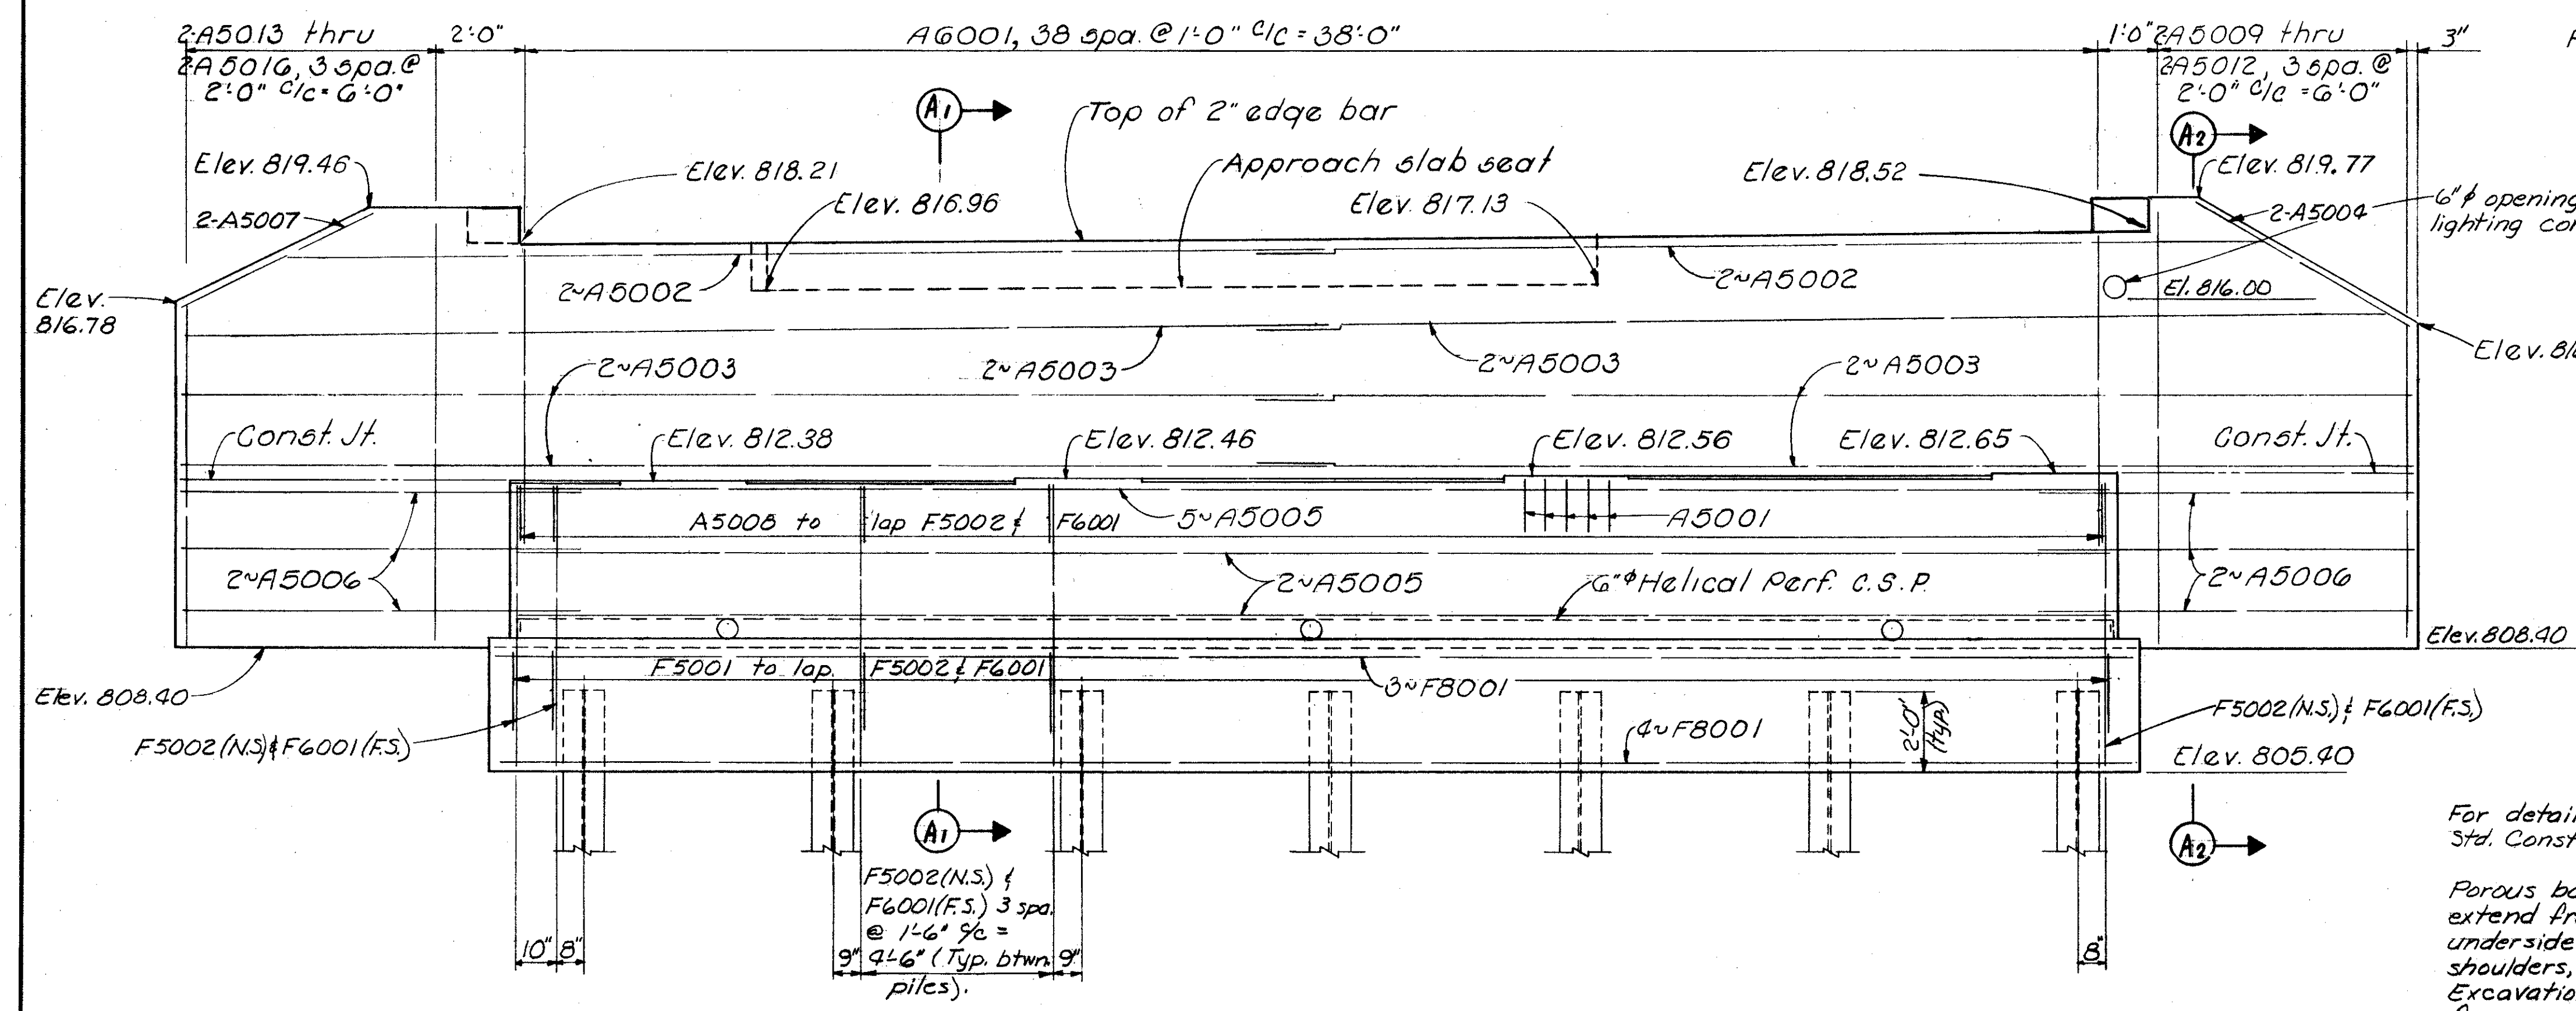 2-A5013 thru
2-A5016, 3 spa. @
2'-0" c/c = 6'-0"
2'-0"
A6001, 38 spa. @ 1'-0" c/c = 38'-0"
1'-0"
2A5009 thru
2A5012, 3 spa. @
2'-0" c/c = 6'-0"
3"
A1
Top of 2" edge bar
A2
Elev. 819.46
Elev. 818.21
Approach slab seat
Elev. 818.52
Elev. 819.77
2-A5007
Elev. 816.96
Elev. 817.13
2-A5004
6"ϕ opening
lighting
2~A5002
2~A5002
El. 816.00
Elev.
816.78
2~A5003
2~A5003
2~A5003
2~A5003
Const. Jt.
Elev. 812.38
Elev. 812.46
Elev. 812.56
Elev. 812.65
Const. Jt.
A5008 to lap F5002 & F6001
5~A5005
A5001
2~A5006
2~A5005
6"ϕ Helical Perf. C.S.P.
2~A5006
Elev. 808.40
F5001 to lap F5002 & F6001
3~F8001
Elev. 808.40
F5002(N.S.) & F6001(F.S.)
F5002(N.S.) & F6001(F.S.)
4~F8001
2'-0"
(Typ.)
Elev. 805.40
A1
A2
F5002(N.S.) &
F6001(F.S.) 3 spa.
@ 1'-6" c/c =
4'-6" (Typ. btwn.
piles).
10"
8"
9"
9"
8"
For
Std.
Porous
extend
underside
shoulders,